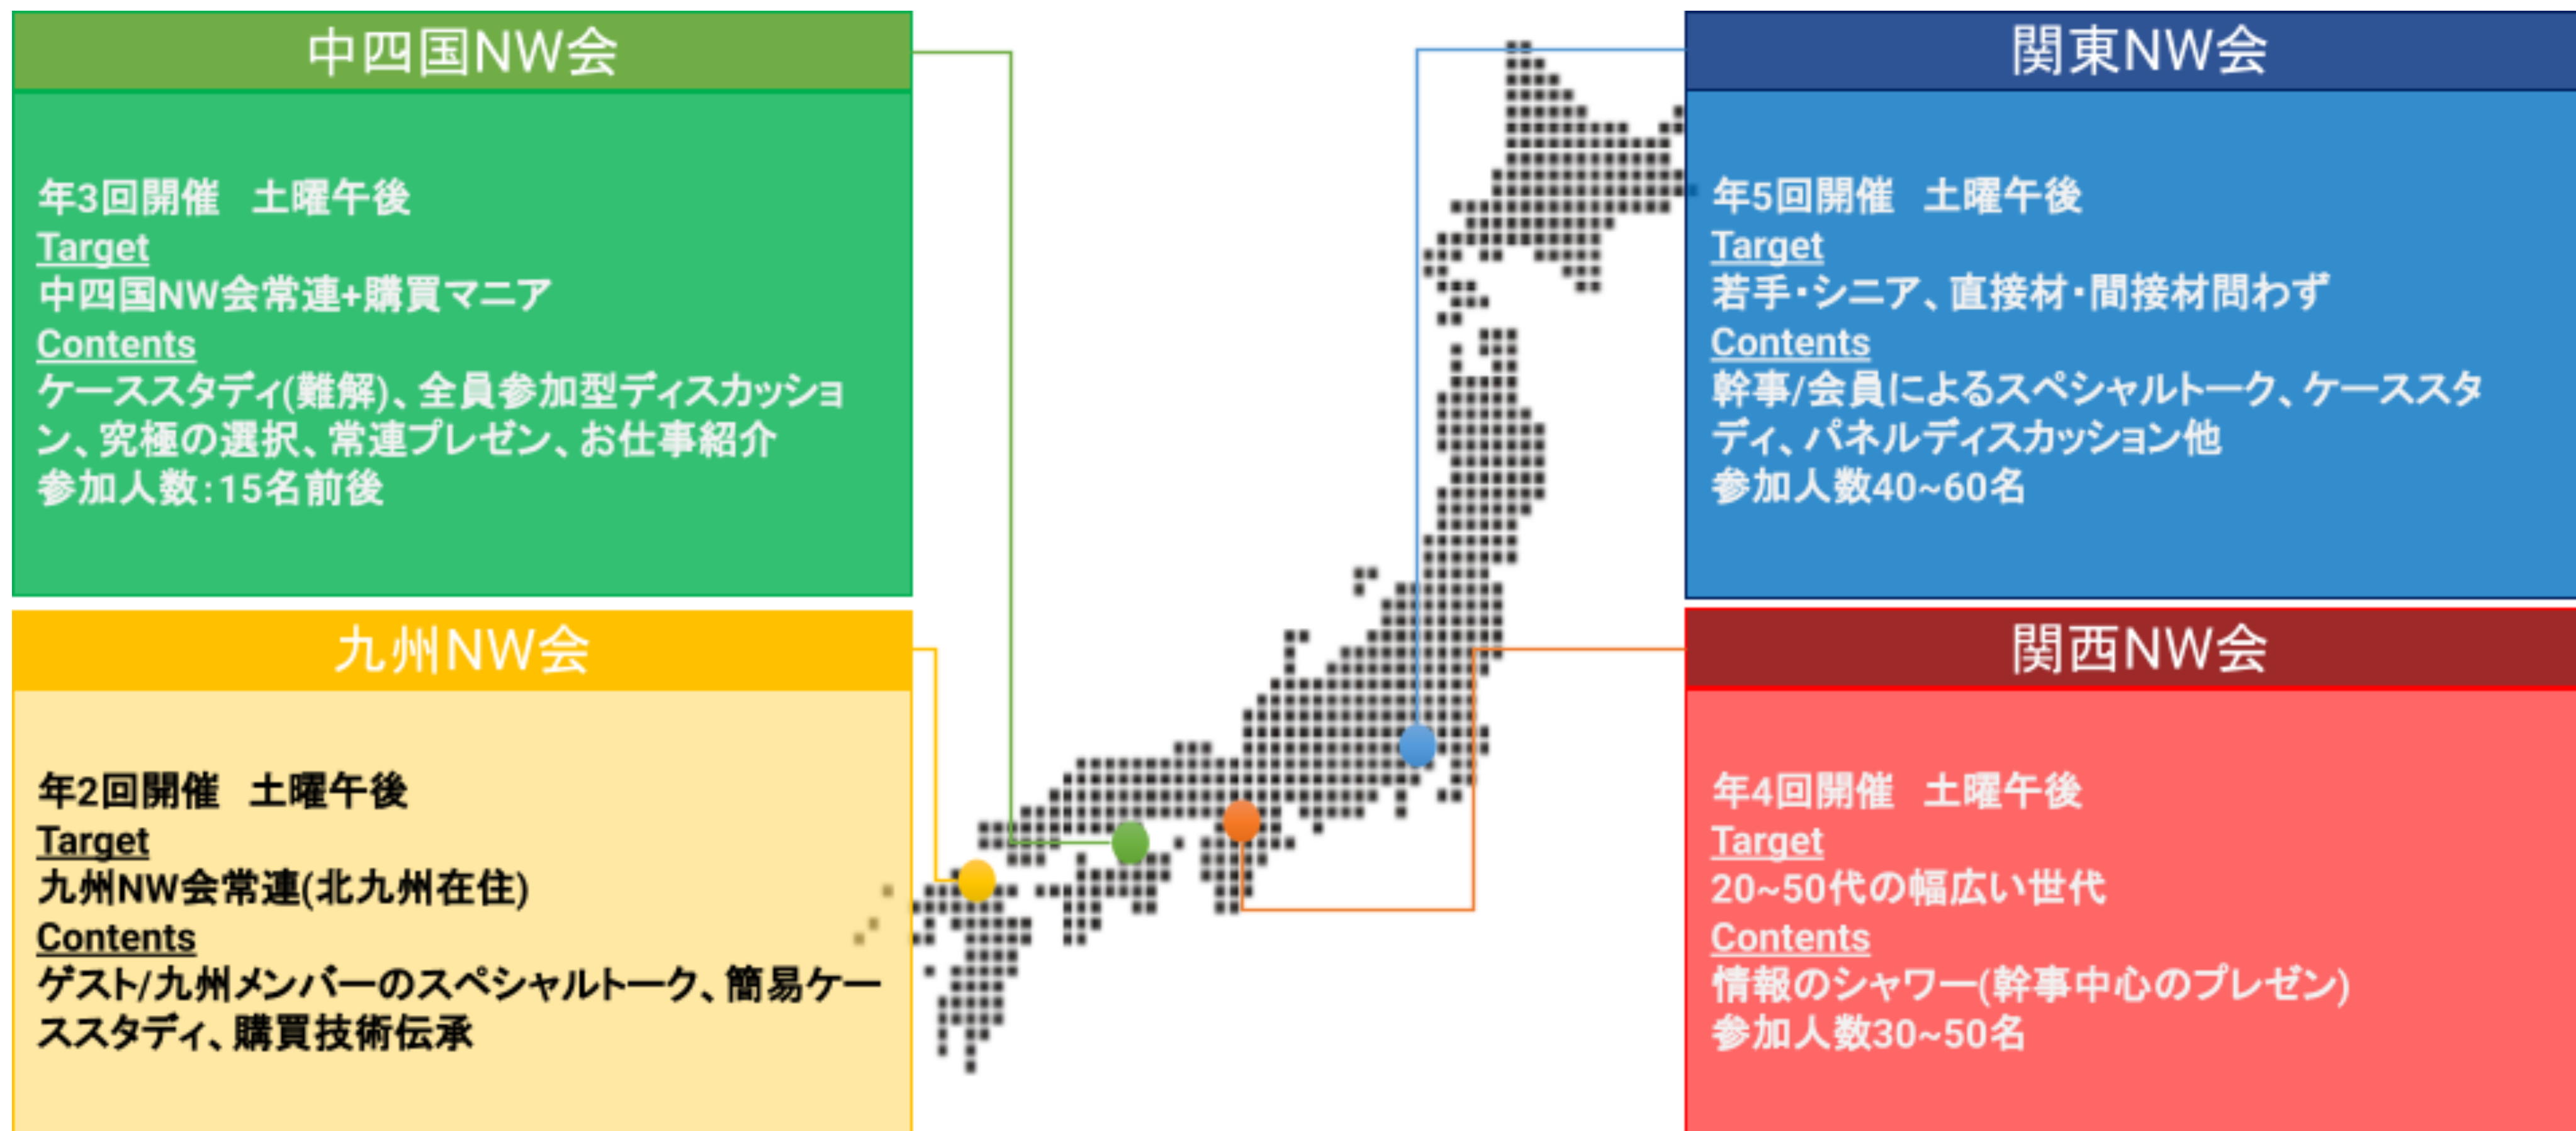 中四国NW会
年3回開催　土曜午後
Target
中四国NW会常連+購買マニア
Contents
ケーススタディ(難解)、全員参加型ディスカッショ
ン、究極の選択、常連プレゼン、お仕事紹介
参加人数：15名前後
関東NW会
年5回開催　土曜午後
Target
若手・シニア、直接材・間接材問わず
Contents
幹事/会員によるスペシャルトーク、ケーススタ
ディ、パネルディスカッション他
参加人数40~60名
九州NW会
年2回開催　土曜午後
Target
九州NW会常連(北九州在住)
Contents
ゲスト/九州メンバーのスペシャルトーク、簡易ケー
ススタディ、購買技術伝承
関西NW会
年4回開催　土曜午後
Target
20~50代の幅広い世代
Contents
情報のシャワー(幹事中心のプレゼン)
参加人数30~50名